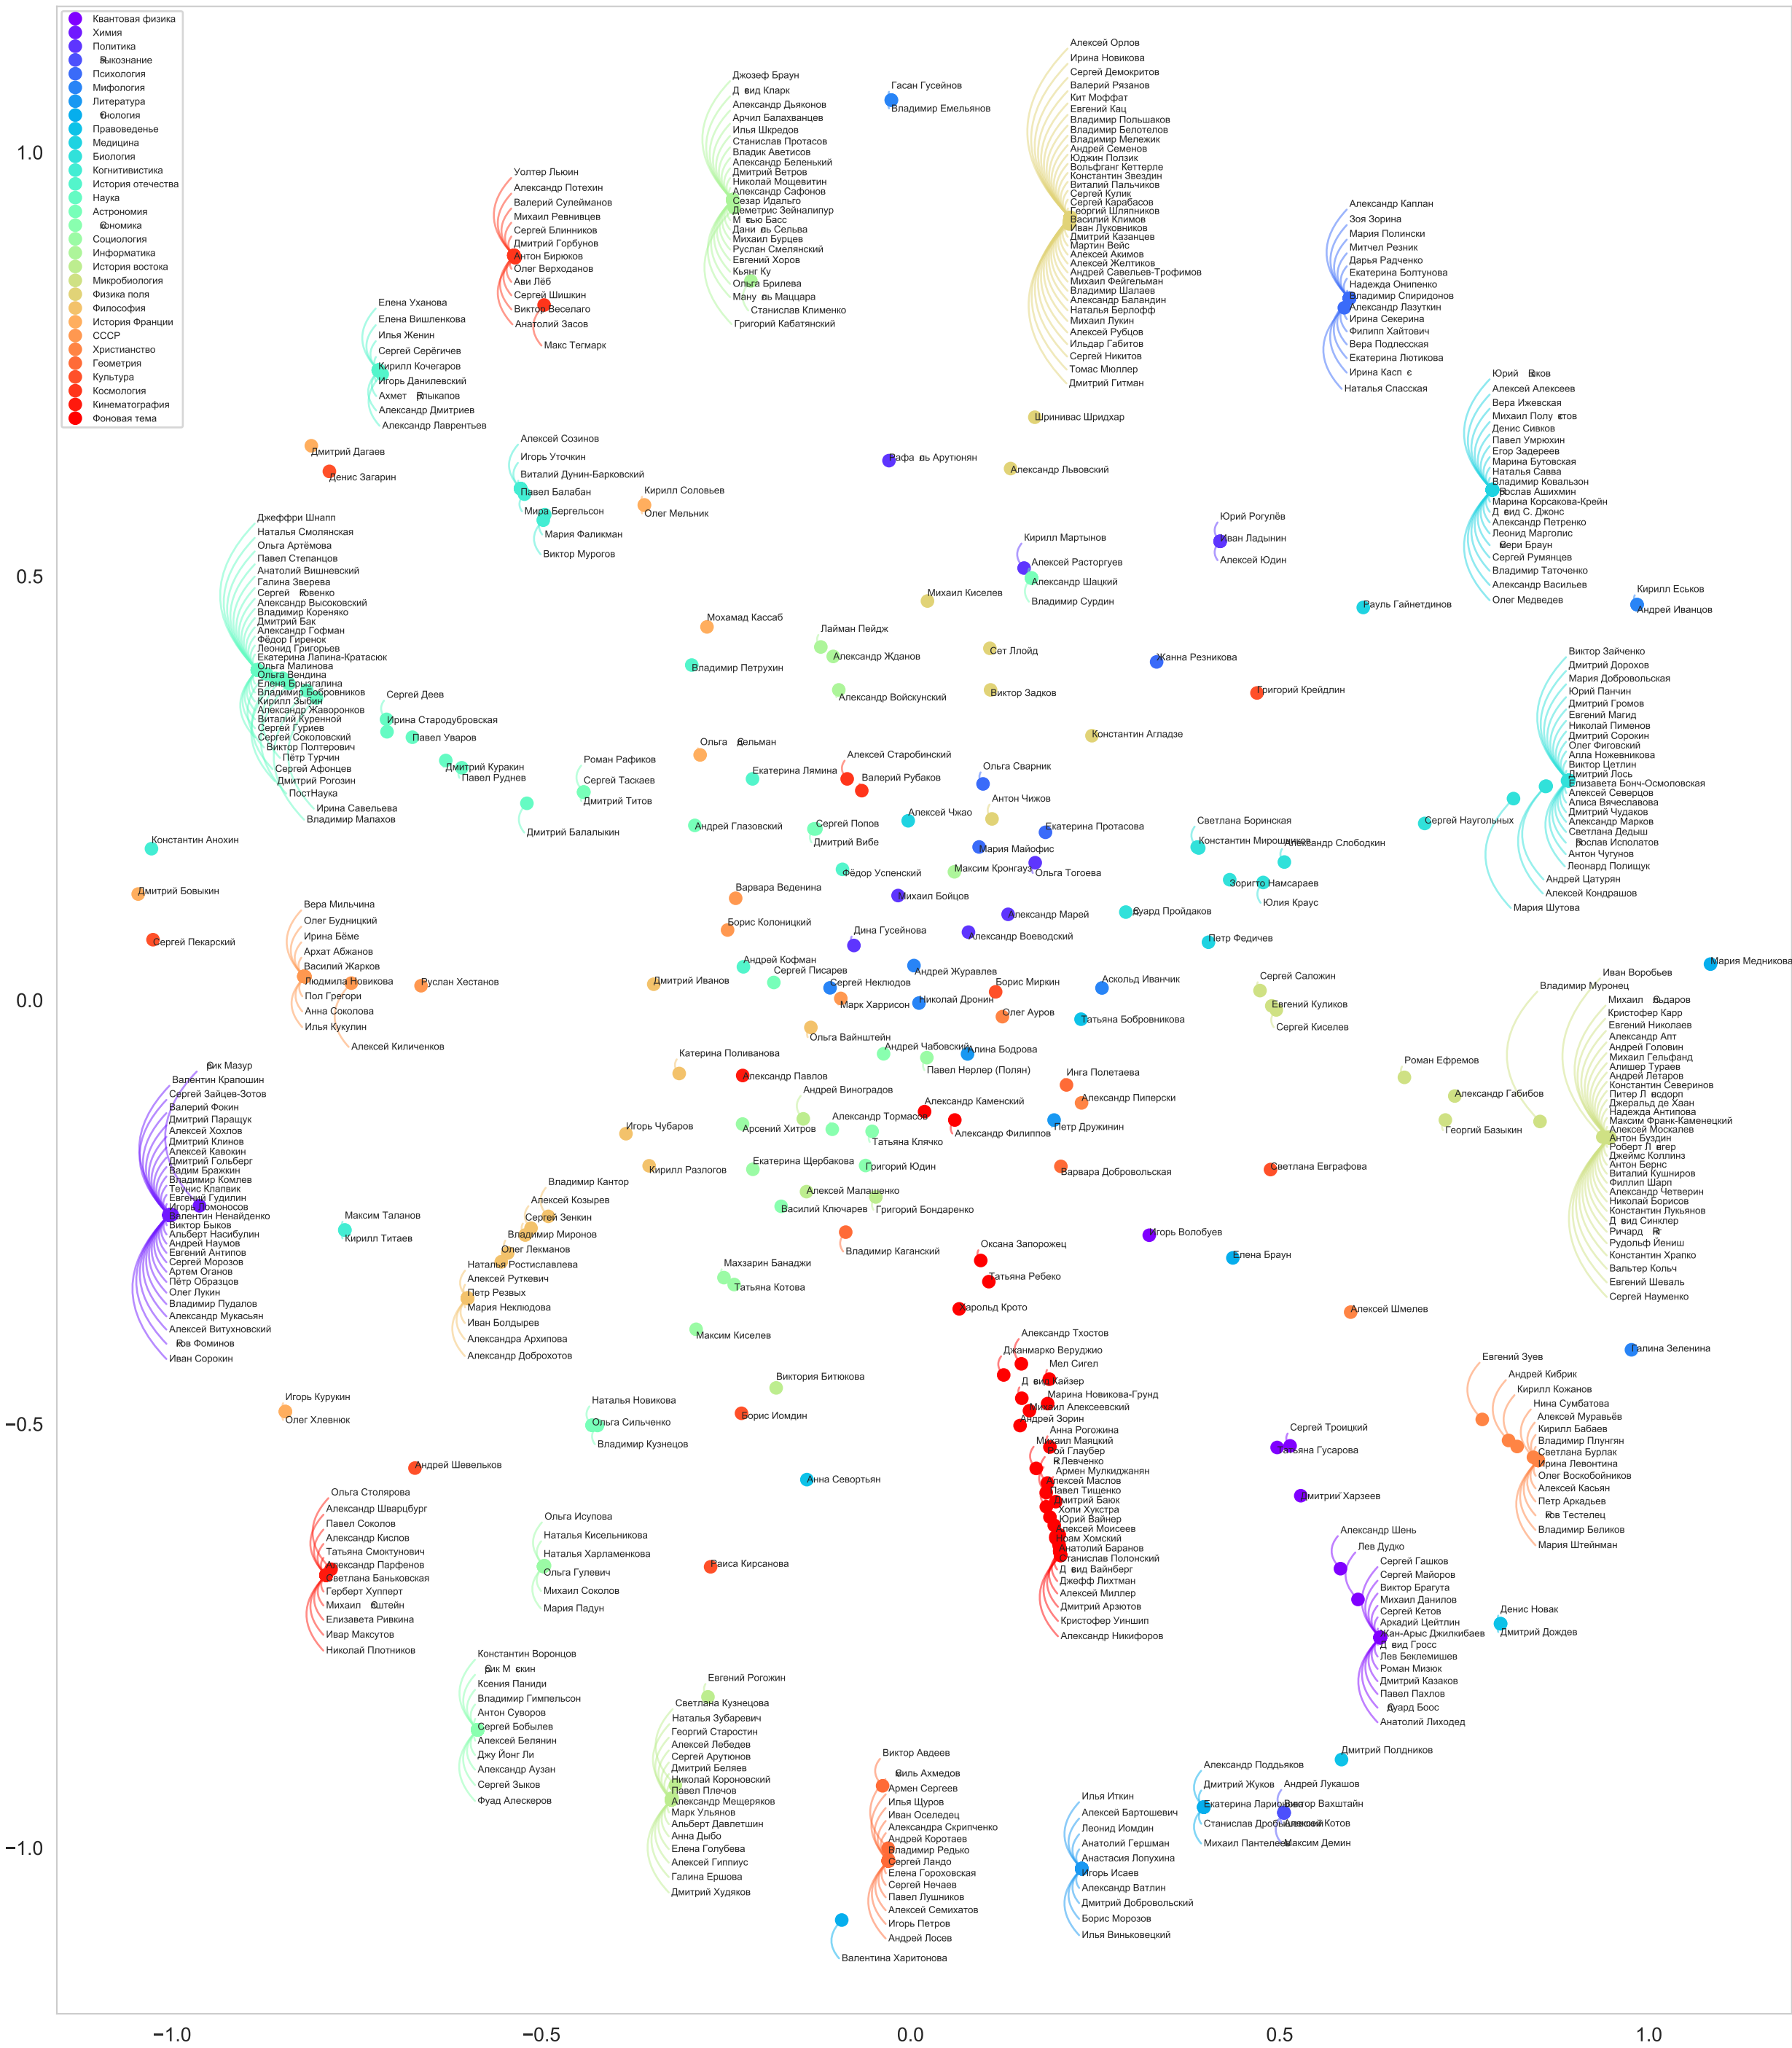 Квантовая физика
Химия
Политика
Психология
Мифология
Литература
Правоведенье
Медицина
Биология
Когнитивистика
История отечества
Наука
Астрономия
Социология
Информатика
История востока
Микробиология
Физика поля
Философия
История Франции
СССР
Христианство
Геометрия
Культура
Космология
Кинематография
Фоновая тема
1.0
0.5
0.0
−0.5
−1.0
−1.0
−0.5
0.0
0.5
1.0
Джозеф Браун
Александр Дьяконов
Арчил Балахванцев
Илья Шкредов
Станислав Протасов
Владик Аветисов
Александр Беленький
Дмитрий Ветров
Николай Мощевитин
Александр Сафонов
Сезар Идальго
Деметрис Зейналипур
Михаил Бурцев
Руслан Смелянский
Евгений Хоров
Кьянг Ку
Ольга Брилева
Станислав Клименко
Григорий Кабатянский
Гасан Гусейнов
Владимир Емельянов
Алексей Орлов
Ирина Новикова
Сергей Демокритов
Валерий Рязанов
Кит Моффат
Евгений Кац
Владимир Польшаков
Владимир Белотелов
Владимир Мележик
Андрей Семенов
Юджин Ползик
Вольфганг Кеттерле
Константин Звездин
Виталий Пальчиков
Сергей Кулик
Сергей Карабасов
Георгий Шляпников
Василий Климов
Иван Луковников
Дмитрий Казанцев
Мартин Вейс
Алексей Акимов
Алексей Желтиков
Андрей Савельев-Трофимов
Михаил Фейгельман
Владимир Шалаев
Александр Баландин
Наталья Берлофф
Михаил Лукин
Алексей Рубцов
Ильдар Габитов
Сергей Никитов
Томас Мюллер
Дмитрий Гитман
Уолтер Льюин
Александр Потехин
Валерий Сулейманов
Михаил Ревнивцев
Сергей Блинников
Дмитрий Горбунов
Антон Бирюков
Олег Верходанов
Ави Лёб
Сергей Шишкин
Виктор Веселаго
Анатолий Засов
Макс Тегмарк
Александр Каплан
Зоя Зорина
Мария Полински
Митчел Резник
Дарья Радченко
Екатерина Болтунова
Надежда Онипенко
Владимир Спиридонов
Александр Лазуткин
Ирина Секерина
Филипп Хайтович
Вера Подлесская
Екатерина Лютикова
Наталья Спасская
Елена Уханова
Елена Вишленкова
Илья Женин
Сергей Серёгичев
Кирилл Кочегаров
Игорь Данилевский
Александр Дмитриев
Александр Лаврентьев
Алексей Алексеев
Вера Ижевская
Денис Сивков
Павел Умрюхин
Егор Задереев
Марина Бутовская
Наталья Савва
Владимир Ковальзон
Марина Корсакова-Крейн
Александр Петренко
Леонид Марголис
Сергей Румянцев
Владимир Таточенко
Александр Васильев
Олег Медведев
Шринивас Шридхар
Александр Львовский
Дмитрий Дагаев
Денис Загарин
Алексей Созинов
Игорь Уточкин
Виталий Дунин-Барковский
Павел Балабан
Мира Бергельсон
Мария Фаликман
Виктор Мурогов
Кирилл Соловьев
Олег Мельник
Юрий Рогулёв
Иван Ладынин
Алексей Юдин
Кирилл Мартынов
Алексей Расторгуев
Александр Шацкий
Владимир Сурдин
Михаил Киселев
Рауль Гайнетдинов
Кирилл Еськов
Андрей Иванцов
Джеффри Шнапп
Наталья Смолянская
Ольга Артёмова
Павел Степанцов
Анатолий Вишневский
Галина Зверева
Александр Высоковский
Владимир Кореняко
Дмитрий Бак
Александр Гофман
Фёдор Гиренок
Леонид Григорьев
Екатерина Лапина-Кратасюк
Ольга Малинова
Ольга Вендина
Елена Брызгалина
Владимир Бобровников
Кирилл Зыбин
Александр Жаворонков
Виталий Куренной
Сергей Гуриев
Сергей Соколовский
Виктор Полтерович
Пётр Турчин
Сергей Афонцев
Дмитрий Рогозин
ПостНаука
Ирина Савельева
Владимир Малахов
Сергей Деев
Ирина Стародубровская
Павел Уваров
Дмитрий Куракин
Павел Руднев
Роман Рафиков
Сергей Таскаев
Дмитрий Титов
Дмитрий Балалыкин
Мохамад Кассаб
Лайман Пейдж
Александр Жданов
Владимир Петрухин
Александр Войскунский
Сет Ллойд
Виктор Задков
Жанна Резникова
Григорий Крейдлин
Константин Агладзе
Алексей Старобинский
Валерий Рубаков
Екатерина Лямина
Ольга Сварник
Антон Чижов
Алексей Чжао
Сергей Попов
Дмитрий Вибе
Андрей Глазовский
Екатерина Протасова
Мария Майофис
Максим Кронгауз
Ольга Тогоева
Фёдор Успенский
Виктор Зайченко
Дмитрий Дорохов
Мария Добровольская
Юрий Панчин
Дмитрий Громов
Евгений Магид
Николай Пименов
Дмитрий Сорокин
Олег Фиговский
Алла Ножевникова
Виктор Цетлин
Дмитрий Лось
Елизавета Бонч-Осмоловская
Алексей Северцов
Алиса Вячеславова
Дмитрий Чудаков
Александр Марков
Светлана Дедыш
Антон Чугунов
Леонард Полищук
Андрей Цатурян
Алексей Кондрашов
Мария Шутова
Сергей Наугольных
Светлана Боринская
Константин Мирошников
Александр Слободкин
Зоригто Намсараев
Юлия Краус
Петр Федичев
Константин Анохин
Дмитрий Бовыкин
Сергей Пекарский
Вера Мильчина
Олег Будницкий
Ирина Бёме
Архат Абжанов
Василий Жарков
Людмила Новикова
Пол Грегори
Анна Соколова
Илья Кукулин
Алексей Киличенков
Руслан Хестанов
Варвара Веденина
Борис Колоницкий
Михаил Бойцов
Александр Марей
Александр Воеводский
Дина Гусейнова
Андрей Кофман
Сергей Писарев
Андрей Журавлев
Дмитрий Иванов
Сергей Неклюдов
Марк Харрисон
Николай Дронин
Борис Миркин
Олег Ауров
Аскольд Иванчик
Татьяна Бобровникова
Сергей Саложин
Евгений Куликов
Сергей Киселев
Мария Медникова
Иван Воробьев
Владимир Муронец
Кристофер Карр
Евгений Николаев
Александр Апт
Андрей Головин
Михаил Гельфанд
Алишер Тураев
Андрей Летаров
Константин Северинов
Джеральд де Хаан
Надежда Антипова
Максим Франк-Каменецкий
Алексей Москалев
Антон Буздин
Джеймс Коллинз
Антон Бернс
Виталий Кушниров
Филлип Шарп
Александр Четверин
Николай Борисов
Константин Лукьянов
Рудольф Йениш
Константин Храпко
Вальтер Кольч
Евгений Шеваль
Сергей Науменко
Роман Ефремов
Александр Габибов
Георгий Базыкин
Ольга Вайнштейн
Андрей Чабовский
Павел Нерлер (Полян)
Алина Бодрова
Катерина Поливанова
Александр Павлов
Инга Полетаева
Александр Пиперски
Петр Дружинин
Андрей Виноградов
Александр Каменский
Александр Филиппов
Александр Тормасов
Татьяна Клячко
Арсений Хитров
Игорь Чубаров
Кирилл Разлогов
Екатерина Щербакова
Григорий Юдин
Варвара Добровольская
Светлана Евграфова
Алексей Малашенко
Василий Ключарев
Григорий Бондаренко
Владимир Каганский
Валентин Крапошин
Сергей Зайцев-Зотов
Валерий Фокин
Дмитрий Паращук
Алексей Хохлов
Дмитрий Клинов
Алексей Кавокин
Дмитрий Гольберг
Вадим Бражкин
Владимир Комлев
Теунис Клапвик
Евгений Гудилин
Игорь Ломоносов
Валентин Ненайденко
Виктор Быков
Альберт Насибулин
Андрей Наумов
Евгений Антипов
Сергей Морозов
Артем Оганов
Пётр Образцов
Олег Лукин
Владимир Пудалов
Александр Мукасьян
Алексей Витухновский
Иван Сорокин
Максим Таланов
Кирилл Титаев
Владимир Кантор
Алексей Козырев
Сергей Зенкин
Владимир Миронов
Олег Лекманов
Наталья Ростиславлева
Алексей Руткевич
Петр Резвых
Мария Неклюдова
Иван Болдырев
Александра Архипова
Александр Доброхотов
Махзарин Банаджи
Татьяна Котова
Максим Киселев
Оксана Запорожец
Татьяна Ребеко
Харольд Крото
Игорь Волобуев
Елена Браун
Алексей Шмелев
Галина Зеленина
Александр Тхостов
Джанмарко Веруджио
Мел Сигел
Марина Новикова-Грунд
Михаил Алексеевский
Андрей Зорин
Анна Рогожина
Михаил Маяцкий
Рой Глаубер
Армен Мулкиджанян
Алексей Маслов
Павел Тищенко
Дмитрий Баюк
Хопи Хукстра
Юрий Вайнер
Алексей Моисеев
Ноам Хомский
Анатолий Баранов
Станислав Полонский
Джефф Лихтман
Алексей Миллер
Дмитрий Арзютов
Кристофер Уиншип
Александр Никифоров
Виктория Битюкова
Борис Иомдин
Анна Севортьян
Раиса Кирсанова
Игорь Курукин
Олег Хлевнюк
Андрей Шевельков
Наталья Новикова
Ольга Сильченко
Владимир Кузнецов
Ольга Столярова
Александр Шварцбург
Павел Соколов
Александр Кислов
Татьяна Смоктунович
Александр Парфенов
Светлана Баньковская
Герберт Хупперт
Елизавета Ривкина
Ивар Максутов
Николай Плотников
Ольга Исупова
Наталья Кисельникова
Наталья Харламенкова
Ольга Гулевич
Михаил Соколов
Мария Падун
Сергей Троицкий
Татьяна Гусарова
Дмитрий Харзеев
Евгений Зуев
Андрей Кибрик
Кирилл Кожанов
Нина Сумбатова
Алексей Муравьёв
Кирилл Бабаев
Владимир Плунгян
Светлана Бурлак
Ирина Левонтина
Олег Воскобойников
Алексей Касьян
Петр Аркадьев
Владимир Беликов
Мария Штейнман
Александр Шень
Лев Дудко
Сергей Гашков
Сергей Майоров
Виктор Брагута
Михаил Данилов
Сергей Кетов
Аркадий Цейтлин
Жан-Арыс Джилкибаев
Лев Беклемишев
Роман Мизюк
Дмитрий Казаков
Павел Пахлов
Анатолий Лиходед
Денис Новак
Дмитрий Дождев
Дмитрий Полдников
Константин Воронцов
Ксения Паниди
Владимир Гимпельсон
Антон Суворов
Сергей Бобылев
Алексей Белянин
Джу Йонг Ли
Александр Аузан
Сергей Зыков
Фуад Алескеров
Евгений Рогожин
Светлана Кузнецова
Наталья Зубаревич
Георгий Старостин
Алексей Лебедев
Сергей Арутюнов
Дмитрий Беляев
Николай Короновский
Павел Плечов
Александр Мещеряков
Марк Ульянов
Альберт Давлетшин
Анна Дыбо
Елена Голубева
Алексей Гиппиус
Галина Ершова
Дмитрий Худяков
Виктор Авдеев
Армен Сергеев
Илья Щуров
Иван Оселедец
Александра Скрипченко
Андрей Коротаев
Владимир Редько
Сергей Ландо
Елена Гороховская
Сергей Нечаев
Павел Лушников
Алексей Семихатов
Игорь Петров
Андрей Лосев
Валентина Харитонова
Илья Иткин
Алексей Бартошевич
Леонид Иомдин
Анатолий Гершман
Анастасия Лопухина
Игорь Исаев
Александр Ватлин
Дмитрий Добровольский
Борис Морозов
Илья Виньковецкий
Александр Поддьяков
Дмитрий Жуков
Екатерина Ларионова
Станислав Дробышевский
Михаил Пантелеев
Андрей Лукашов
Виктор Вахштайн
Алексей Котов
Максим Демин